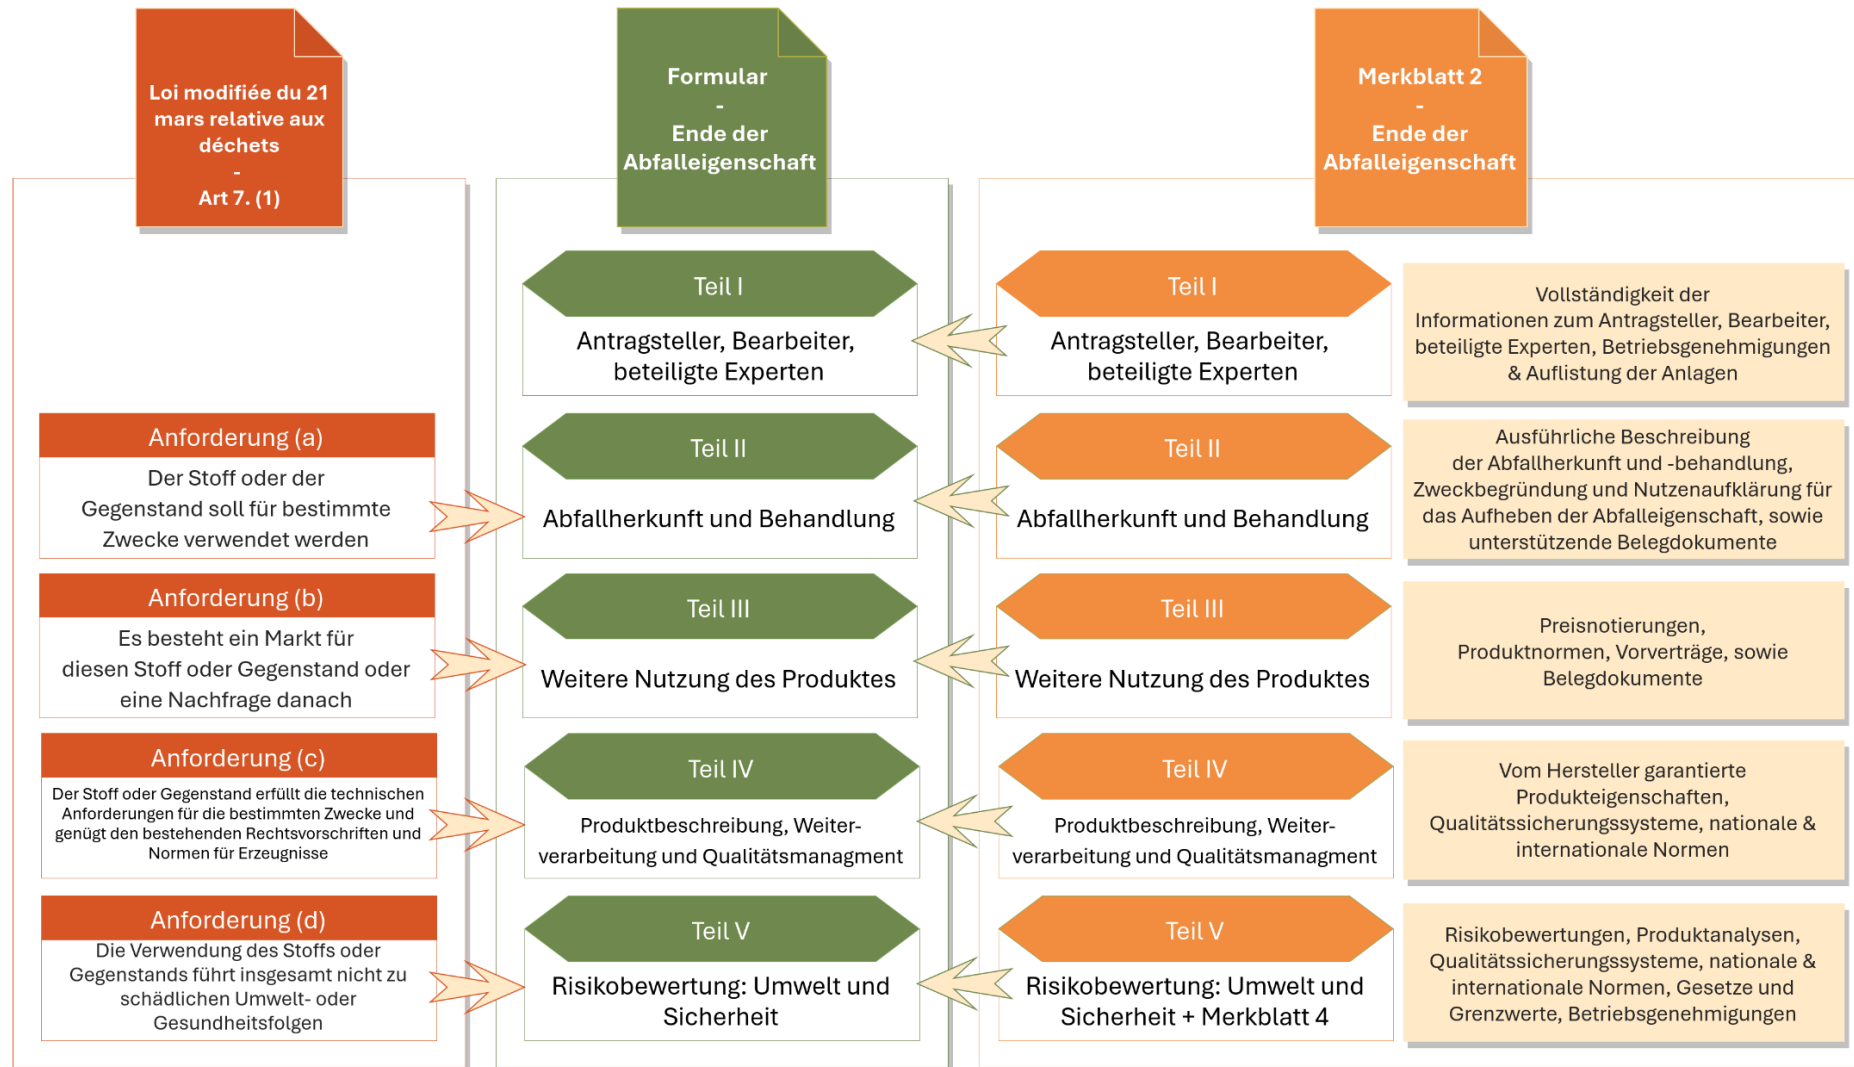 Loi modifiée du 21
mars relative aux
déchets
-
Art 7. (1)
Formular
-
Ende der
Abfalleigenschaft
Merkblatt 2
-
Ende der
Abfalleigenschaft
Teil I
Antragsteller, Bearbeiter,
beteiligte Experten
Teil I
Antragsteller, Bearbeiter,
beteiligte Experten
Vollständigkeit der
Informationen zum Antragsteller, Bearbeiter,
beteiligte Experten, Betriebsgenehmigungen
& Auflistung der Anlagen
Anforderung (a)
Der Stoff oder der
Gegenstand soll für bestimmte
Zwecke verwendet werden
Teil II
Abfallherkunft und Behandlung
Teil II
Abfallherkunft und Behandlung
Ausführliche Beschreibung
der Abfallherkunft und -behandlung,
Zweckbegründung und Nutzenaufklärung für
das Aufheben der Abfalleigenschaft, sowie
unterstützende Belegdokumente
Anforderung (b)
Es besteht ein Markt für
diesen Stoff oder Gegenstand oder
eine Nachfrage danach
Teil III
Weitere Nutzung des Produktes
Teil III
Weitere Nutzung des Produktes
Preisnotierungen,
Produktnormen, Vorverträge, sowie
Belegdokumente
Anforderung (c)
Der Stoff oder Gegenstand erfüllt die technischen
Anforderungen für die bestimmten Zwecke und
genügt den bestehenden Rechtsvorschriften und
Normen für Erzeugnisse
Teil IV
Produktbeschreibung, Weiter-
verarbeitung und Qualitätsmanagment
Teil IV
Produktbeschreibung, Weiter-
verarbeitung und Qualitätsmanagment
Vom Hersteller garantierte
Produkteigenschaften,
Qualitätssicherungssysteme, nationale &
internationale Normen
Anforderung (d)
Die Verwendung des Stoffs oder
Gegenstands führt insgesamt nicht zu
schädlichen Umwelt- oder
Gesundheitsfolgen
Teil V
Risikobewertung: Umwelt und
Sicherheit
Teil V
Risikobewertung: Umwelt und
Sicherheit + Merkblatt 4
Risikobewertungen, Produktanalysen,
Qualitätssicherungssysteme, nationale &
internationale Normen, Gesetze und
Grenzwerte, Betriebsgenehmigungen